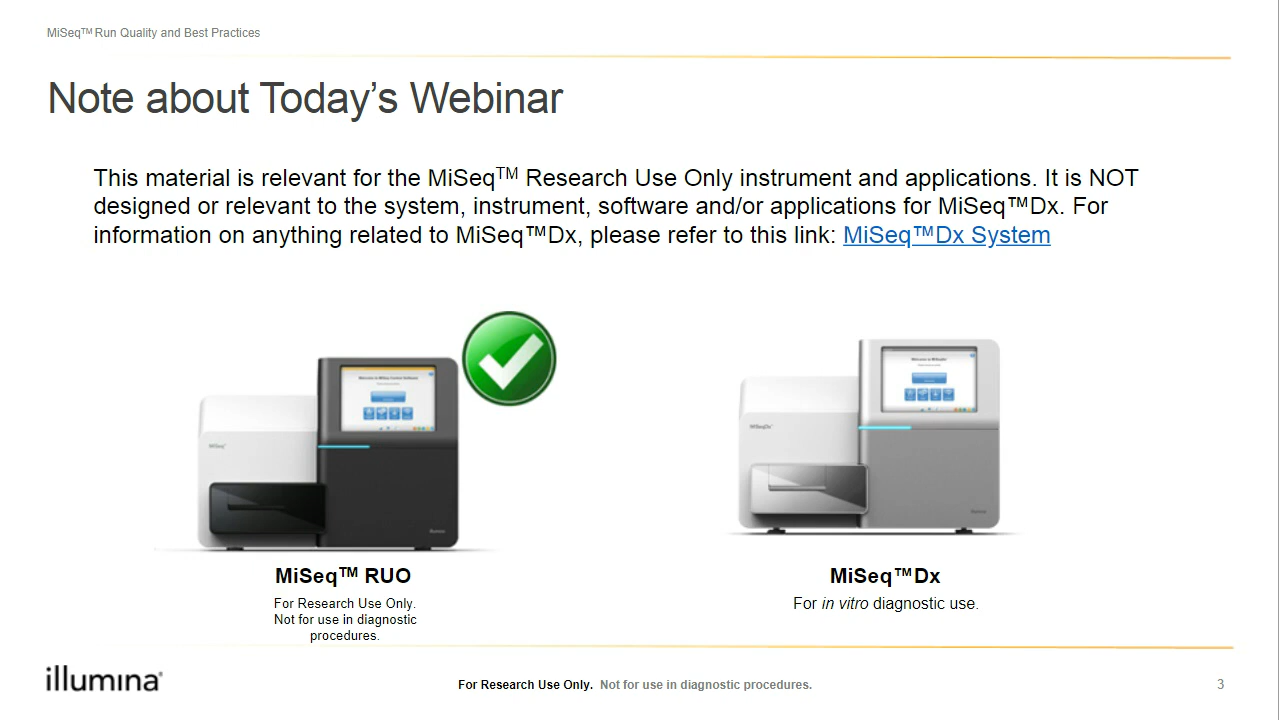 MiSeq™ Run Quality and Best Practices
Note about Today’s Webinar
This material is relevant for the MiSeq™ Research Use Only instrument and applications. It is NOT
designed or relevant to the system, instrument, software and/or applications for MiSeq™Dx. For
information on anything related to MiSeq™Dx, please refer to this link: MiSeq™Dx System
MiSeq™ RUO
For Research Use Only.
Not for use in diagnostic
procedures.
MiSeq™Dx
For in vitro diagnostic use.
illumina®
For Research Use Only. Not for use in diagnostic procedures.
3